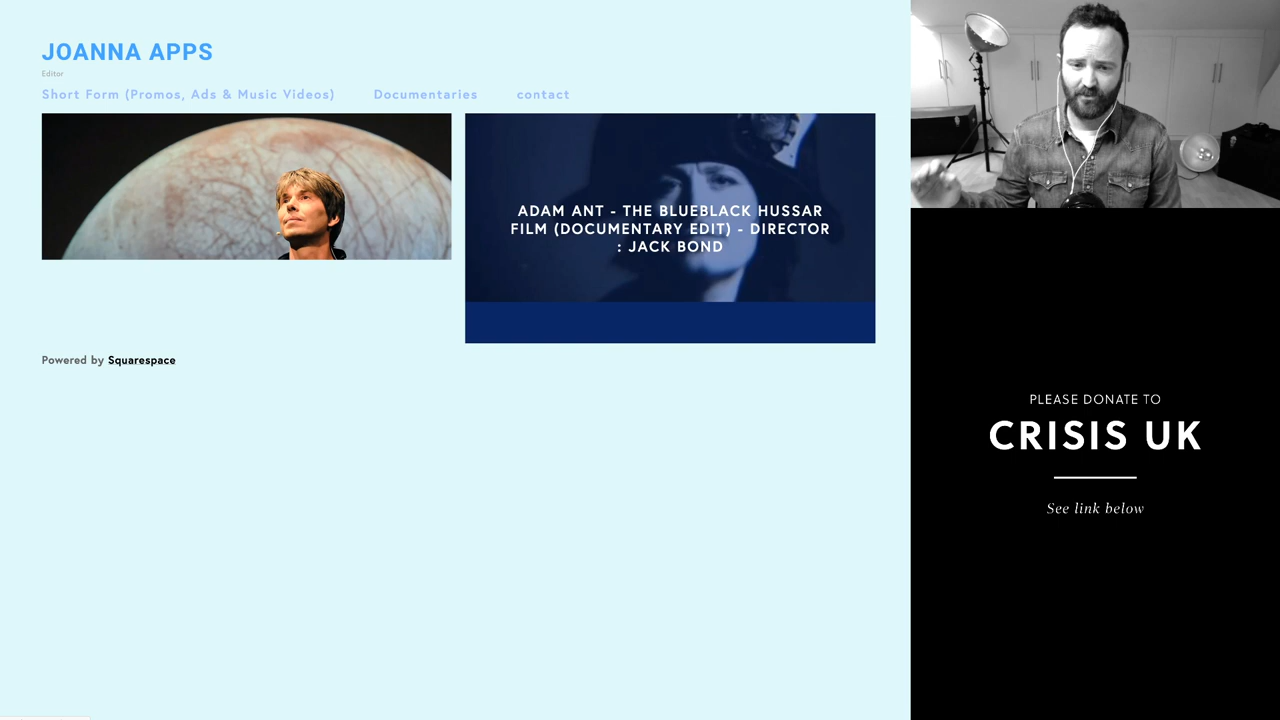 JOANNA APPS
Editor
Short Form (Promos, Ads & Music Videos) Documentaries contact
ADAM ANT - THE BLUEBLACK HUSSAR
FILM (DOCUMENTARY EDIT) - DIRECTOR
: JACK BOND
Powered by Squarespace
PLEASE DONATE TO
CRISIS UK
See link below